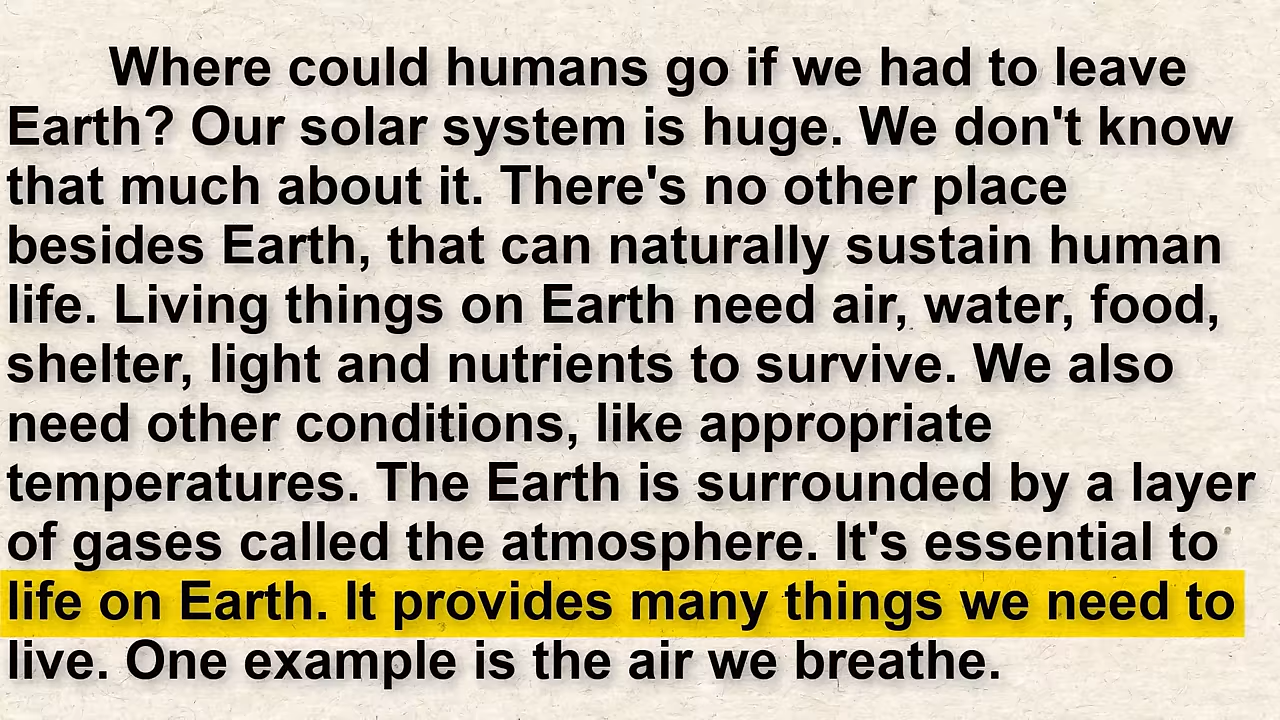 Where could humans go if we had to leave
Earth? Our solar system is huge. We don't know
that much about it. There's no other place
besides Earth, that can naturally sustain human
life. Living things on Earth need air, water, food,
shelter, light and nutrients to survive. We also
need other conditions, like appropriate
temperatures. The Earth is surrounded by a layer
of gases called the atmosphere. It's essential to
life on Earth. It provides many things we need to
live. One example is the air we breathe.